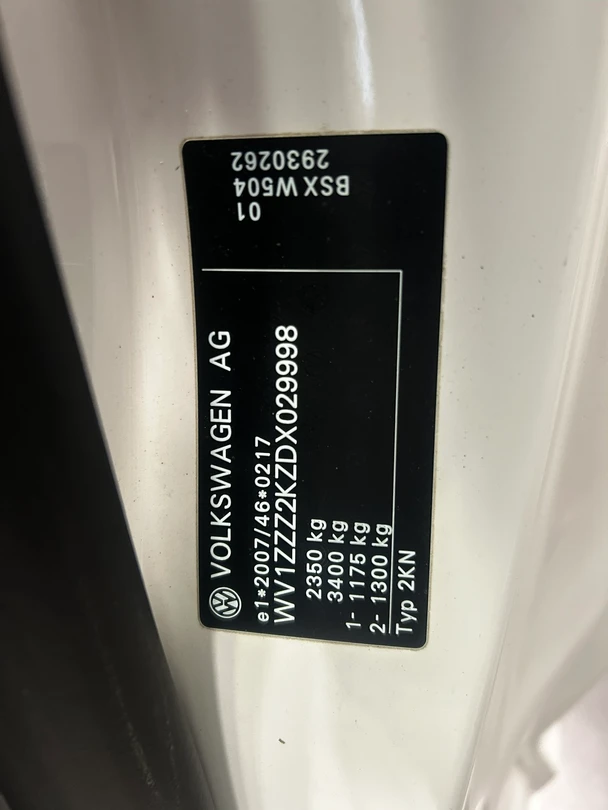 VOLKSWAGEN AG
e1*2007/46*0217
WV1ZZZ2KZDX029998
2350 kg
3400 kg
1- 1175 kg
2- 1300 kg
Typ 2KN
2930262
BSX W504
01